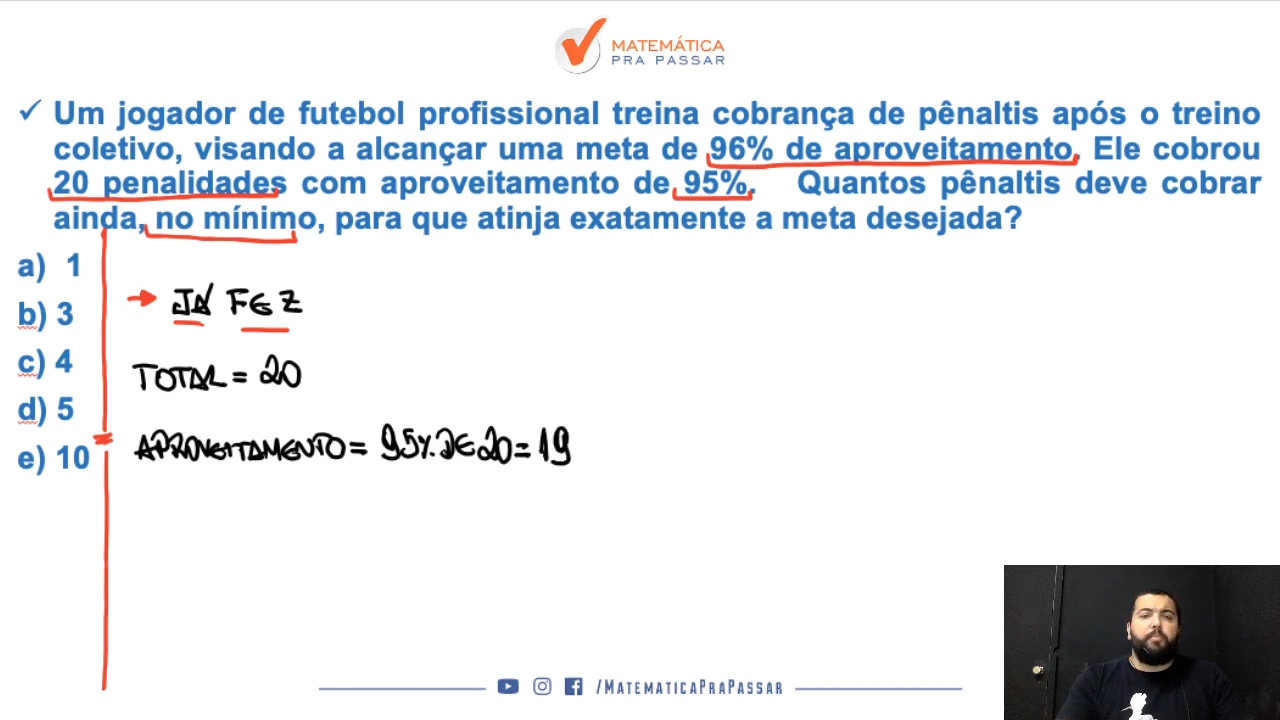 MATEMÁTICA
PRA PASSAR
✓ Um jogador de futebol profissional treina cobrança de pênaltis após o treino
coletivo, visando a alcançar uma meta de 96% de aproveitamento. Ele cobrou
20 penalidades com aproveitamento de 95%. Quantos pênaltis deve cobrar
ainda, no mínimo, para que atinja exatamente a meta desejada?
a) 1
b) 3
c) 4
d) 5
e) 10
→ JÁ FEZ
TOTAL = 20
APROVEITAMENTO = 95% DE 20 = 19
/MATEMATICAPRAPASSAR